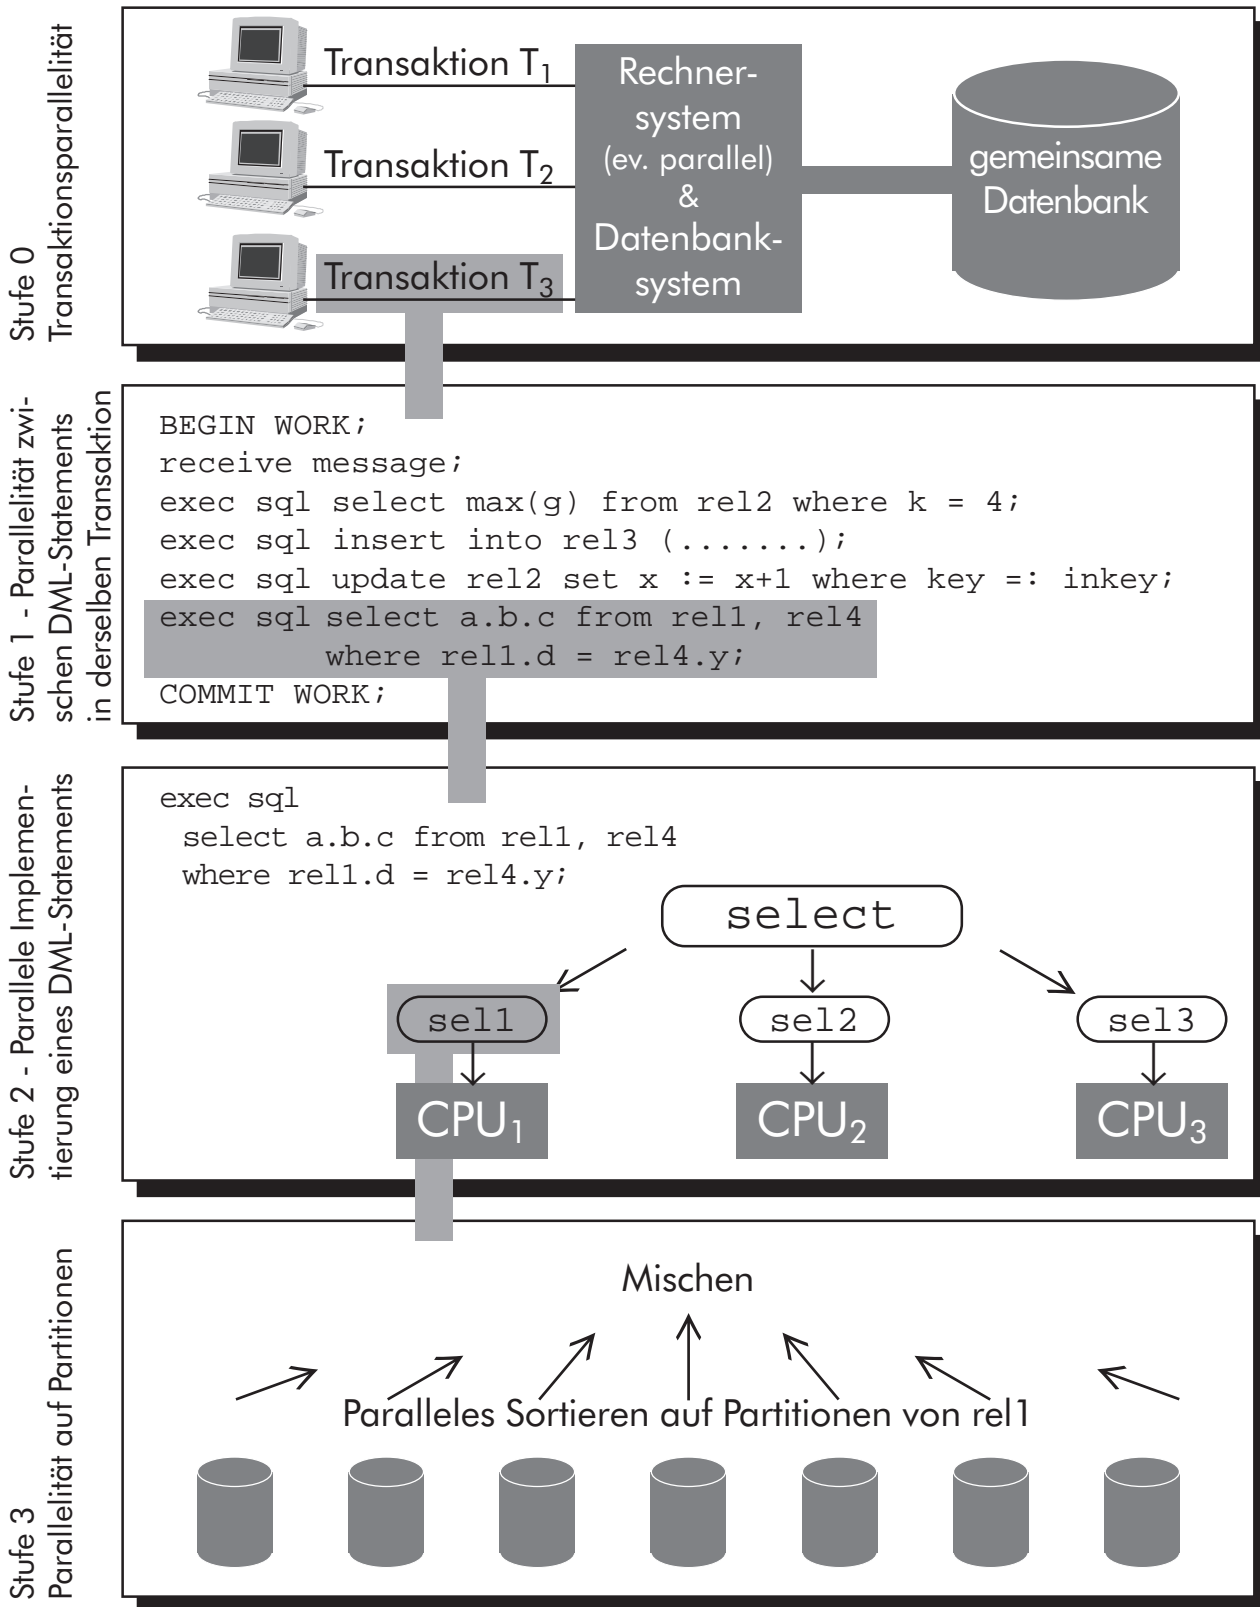 Stufe 0
Transaktionsparallelität
Transaktion T1
Transaktion T2
Transaktion T3
Rechner-
system
(ev. parallel)
&
Datenbank-
system
gemeinsame
Datenbank
Stufe 1 - Parallelität zwi-
schen DML-Statements
in derselben Transaktion
BEGIN WORK;
receive message;
exec sql select max(g) from rel2 where k = 4;
exec sql insert into rel3 (.......);
exec sql update rel2 set x := x+1 where key =: inkey;
exec sql select a.b.c from rel1, rel4
where rel1.d = rel4.y;
COMMIT WORK;
Stufe 2 - Parallele Implemen-
tierung eines DML-Statements
exec sql
select a.b.c from rel1, rel4
where rel1.d = rel4.y;
select
sel1
sel2
sel3
CPU1
CPU2
CPU3
Stufe 3
Parallelität auf Partitionen
Mischen
Paralleles Sortieren auf Partitionen von rel1